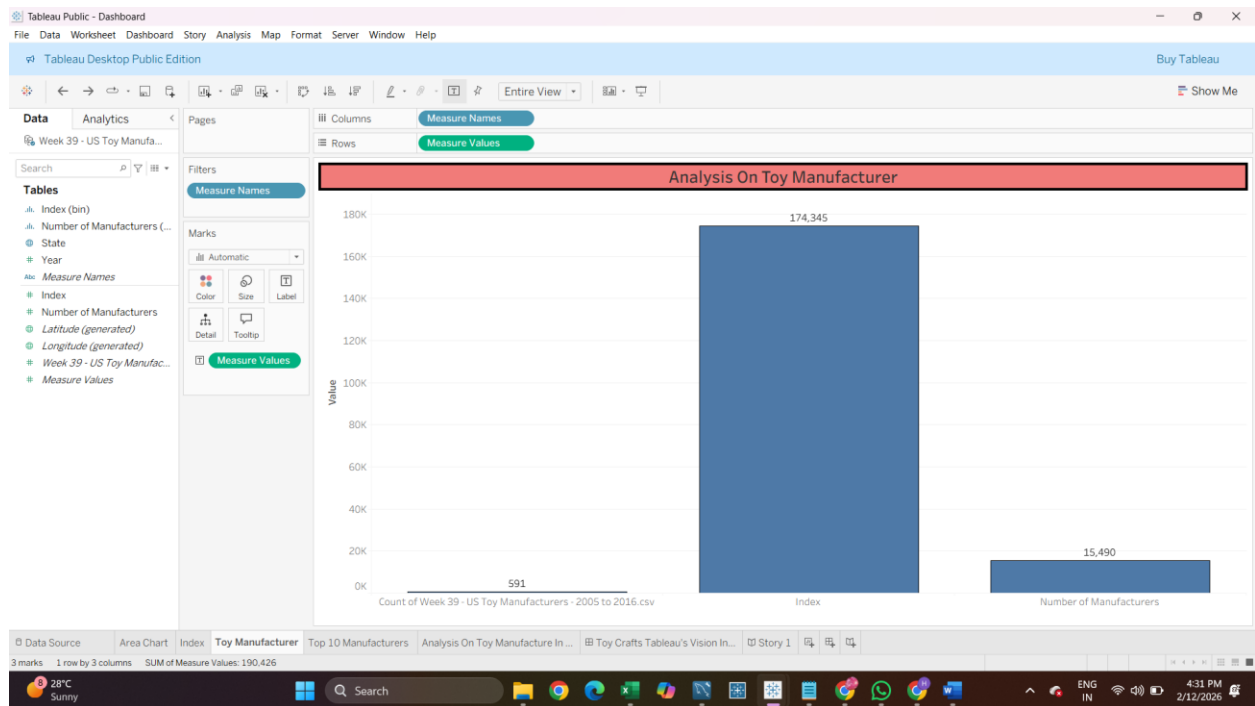 Tableau Public - Dashboard
File Data Worksheet Dashboard Story Analysis Map Format Server Window Help
Tableau Desktop Public Edition
Buy Tableau
Entire View
Show Me
Data Analytics
Week 39 - US Toy Manufa...
Search
Tables
Index (bin)
Number of Manufacturers (...
State
Year
Abc Measure Names
Index
Number of Manufacturers
Latitude (generated)
Longitude (generated)
Week 39 - US Toy Manufac...
Measure Values
Pages
Filters
Measure Names
Marks
Automatic
Color Size Label
Detail Tooltip
Measure Values
Columns Measure Names
Rows Measure Values
Analysis On Toy Manufacturer
180K
160K
140K
120K
100K
80K
60K
40K
20K
0K
Value
591
174,345
15,490
Count of Week 39 - US Toy Manufacturers - 2005 to 2016.csv
Index
Number of Manufacturers
Data Source Area Chart Index Toy Manufacturer Top 10 Manufacturers Analysis On Toy Manufacture In ... Toy Crafts Tableau's Vision In... Story 1
3 marks 1 row by 3 columns SUM of Measure Values: 190,426
8
28°C
Sunny
Search
ENG
IN
4:31 PM
2/12/2026